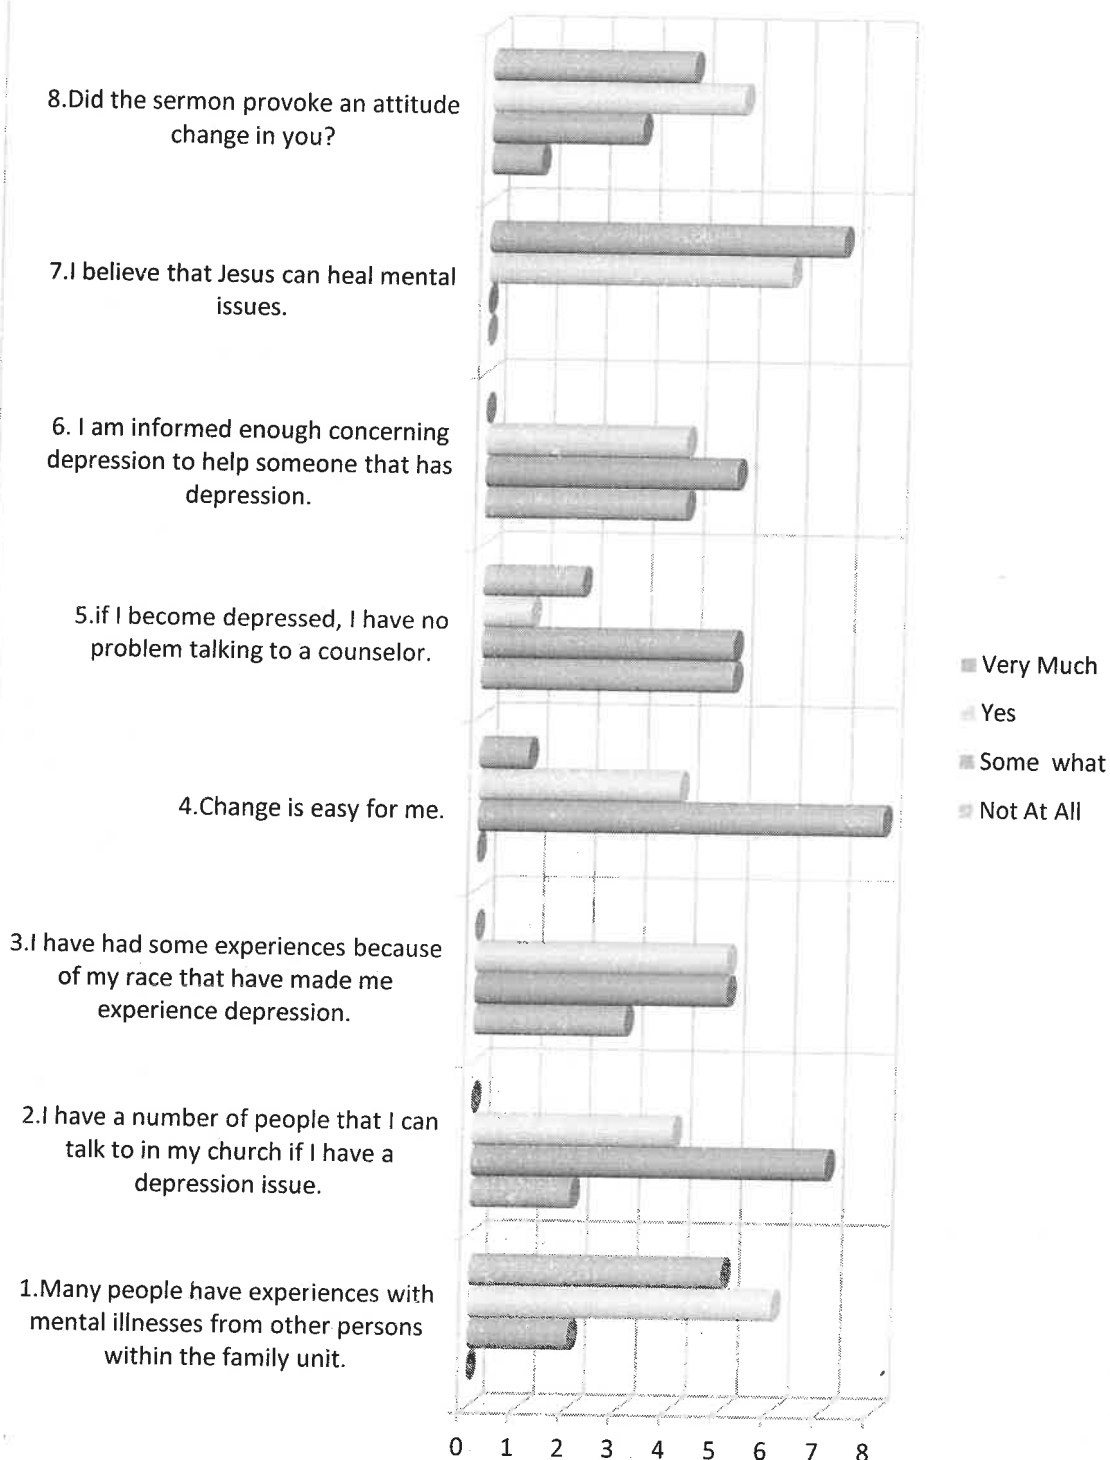 8.Did the sermon provoke an attitude
change in you?
7.I believe that Jesus can heal mental
issues.
6. I am informed enough concerning
depression to help someone that has
depression.
5.if I become depressed, I have no
problem talking to a counselor.
4.Change is easy for me.
3.I have had some experiences because
of my race that have made me
experience depression.
2.I have a number of people that I can
talk to in my church if I have a
depression issue.
1.Many people have experiences with
mental illnesses from other persons
within the family unit.
Very Much
Yes
Some what
Not At All
0 1 2 3 4 5 6 7 8